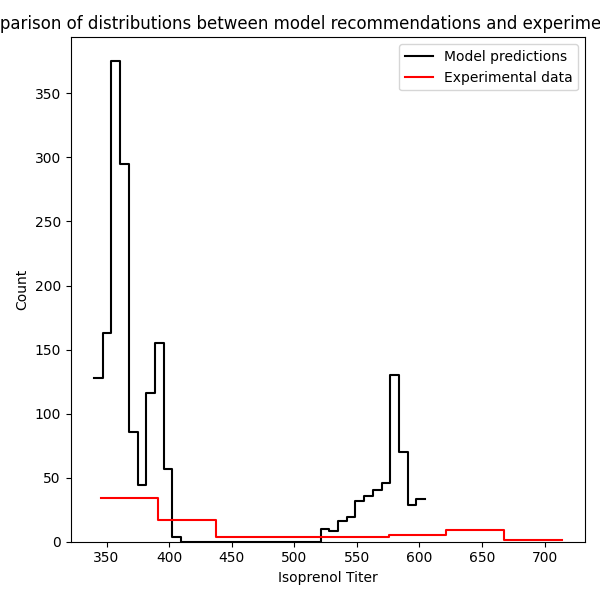 parison of distributions between model recommendations and experime
Model predictions
Experimental data
350
300
250
200
150
100
50
0
Count
350 400 450 500 550 600 650 700
Isoprenol Titer